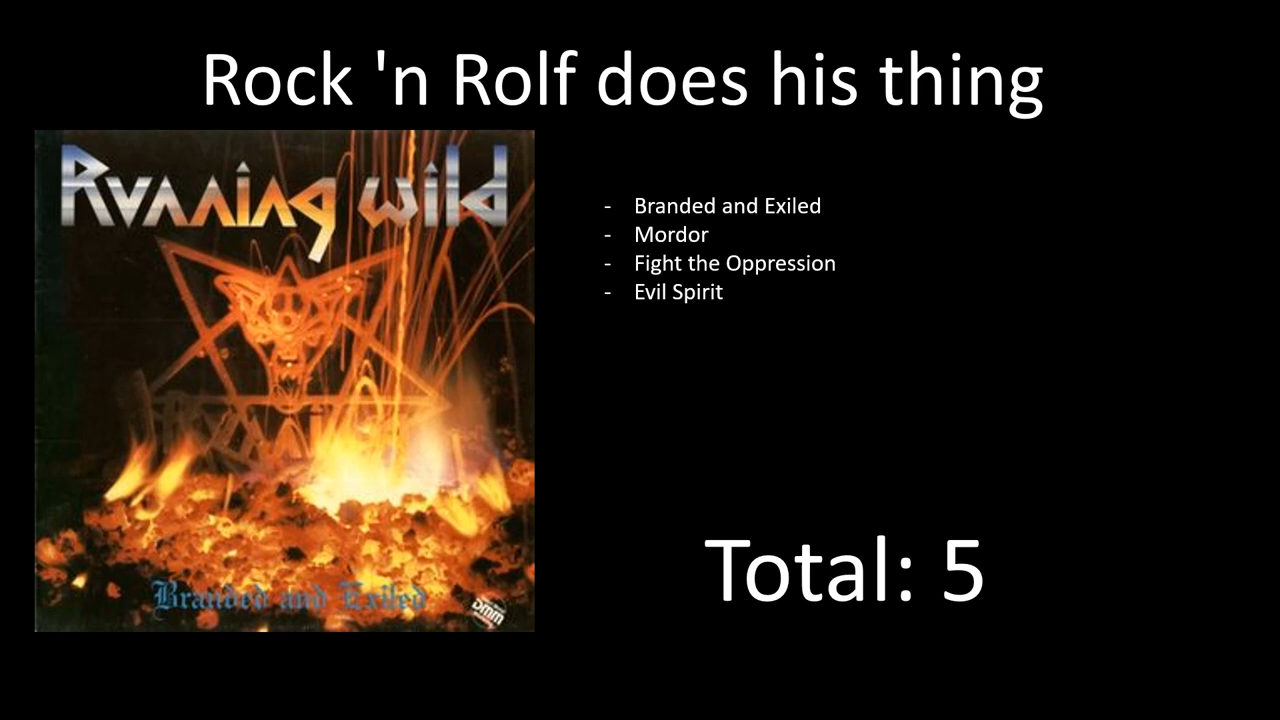 Rock 'n Rolf does his thing
Running wild
- Branded and Exiled
- Mordor
- Fight the Oppression
- Evil Spirit
Total: 5
Branded and Exiled
DMM